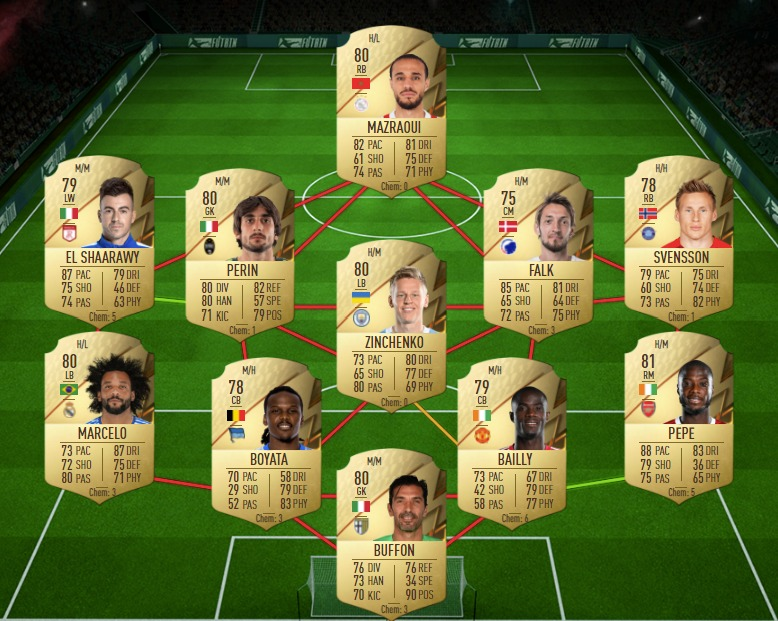 H/L
80
RB
MAZRAOUI
82 PAC 81 DRI
61 SHO 75 DEF
74 PAS 71 PHY
Chem: 0
M/M
79
LW
EL SHAARAWY
87 PAC 79 DRI
75 SHO 46 DEF
74 PAS 63 PHY
Chem: 5
M/M
80
GK
PERIN
80 DIV 82 REF
80 HAN 57 SPE
71 KIC 79 POS
Chem: 1
H/M
80
LB
ZINCHENKO
73 PAC 80 DRI
65 SHO 77 DEF
80 PAS 69 PHY
Chem: 0
H/M
75
CM
FALK
85 PAC 81 DRI
65 SHO 64 DEF
72 PAS 75 PHY
Chem: 3
H/H
78
RB
SVENSSON
79 PAC 75 DRI
60 SHO 74 DEF
73 PAS 82 PHY
Chem: 1
H/L
80
LB
MARCELO
73 PAC 87 DRI
72 SHO 75 DEF
80 PAS 71 PHY
Chem: 3
M/H
78
CB
BOYATA
70 PAC 58 DRI
29 SHO 79 DEF
52 PAS 83 PHY
Chem: 3
M/M
80
GK
BUFFON
76 DIV 76 REF
73 HAN 34 SPE
70 KIC 90 POS
Chem: 3
M/H
79
CB
BAILLY
73 PAC 67 DRI
42 SHO 79 DEF
58 PAS 77 PHY
Chem: 6
H/M
81
RM
PEPE
88 PAC 83 DRI
79 SHO 36 DEF
75 PAS 65 PHY
Chem: 5